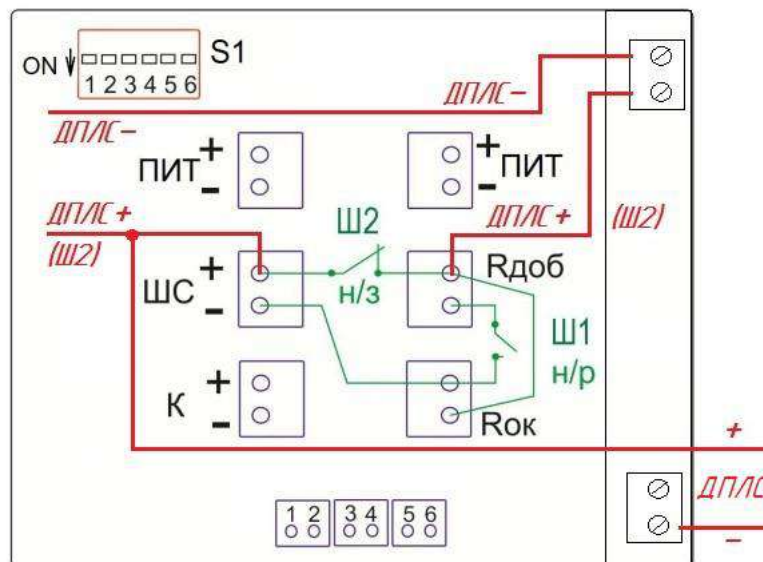 ON S1
1 2 3 4 5 6
ДПЛС-
ДПЛС-
ПИТ + -
+ - ПИТ
ДПЛС+
(Ш2)
Ш2
ДПЛС+
(Ш2)
ШС + -
н/з
Rдоб
Ш1
н/р
К + -
Rок
+
ДПЛС
-
1 2 3 4 5 6